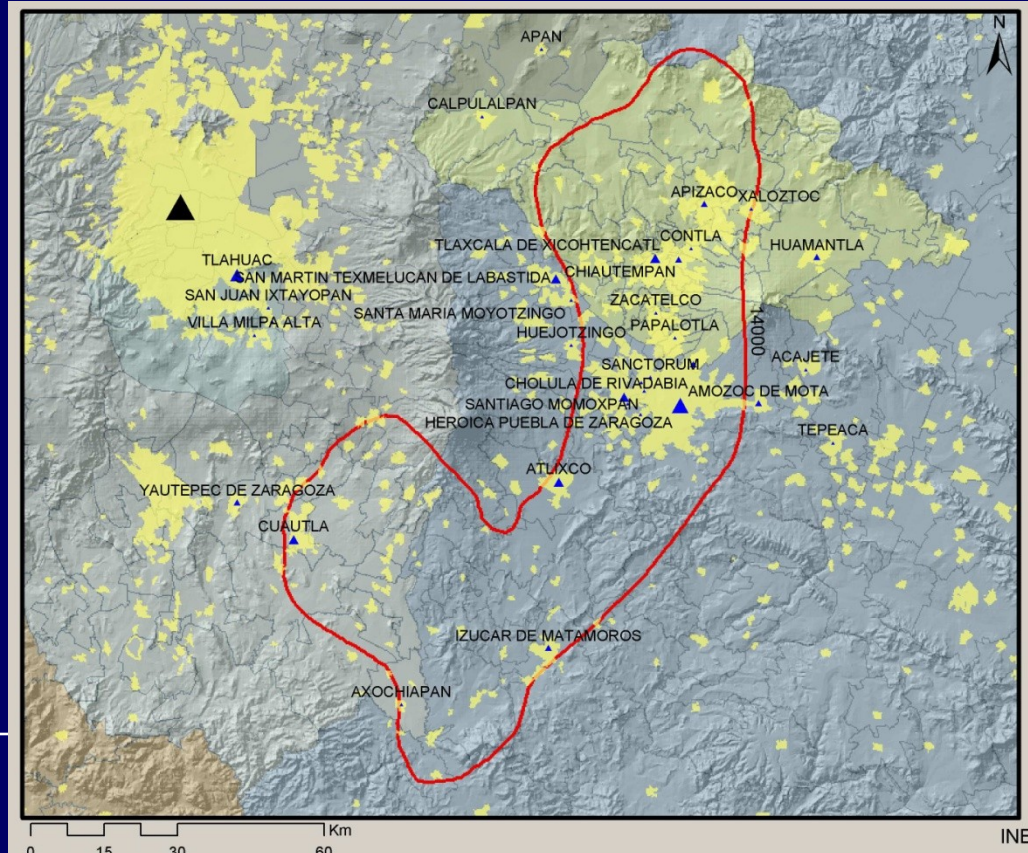 N
APAN
CALPULALPAN
APIZACO
XALOZTOC
CONTLA
TLAXCALA DE XICOHTENCATL
HUAMANTLA
TLAHUAC
SAN MARTIN TEXMELUCAN DE LABASTIDA
CHIAUTEMPAN
SAN JUAN IXTAYOPAN
ZACATELCO
SANTA MARIA MOYOTZINGO
VILLA MILPA ALTA
HUEJOTZINGO
PAPALOTLA
14000
SANCTORUM
ACAJETE
CHOLULA DE RIVADABIA
AMOZOC DE MOTA
SANTIAGO MOMOXPAN
HEROICA PUEBLA DE ZARAGOZA
TEPEACA
ATLIXCO
YAUTEPEC DE ZARAGOZA
CUAUTLA
IZUCAR DE MATAMOROS
AXOCHIAPAN
Km
0 15 30 60